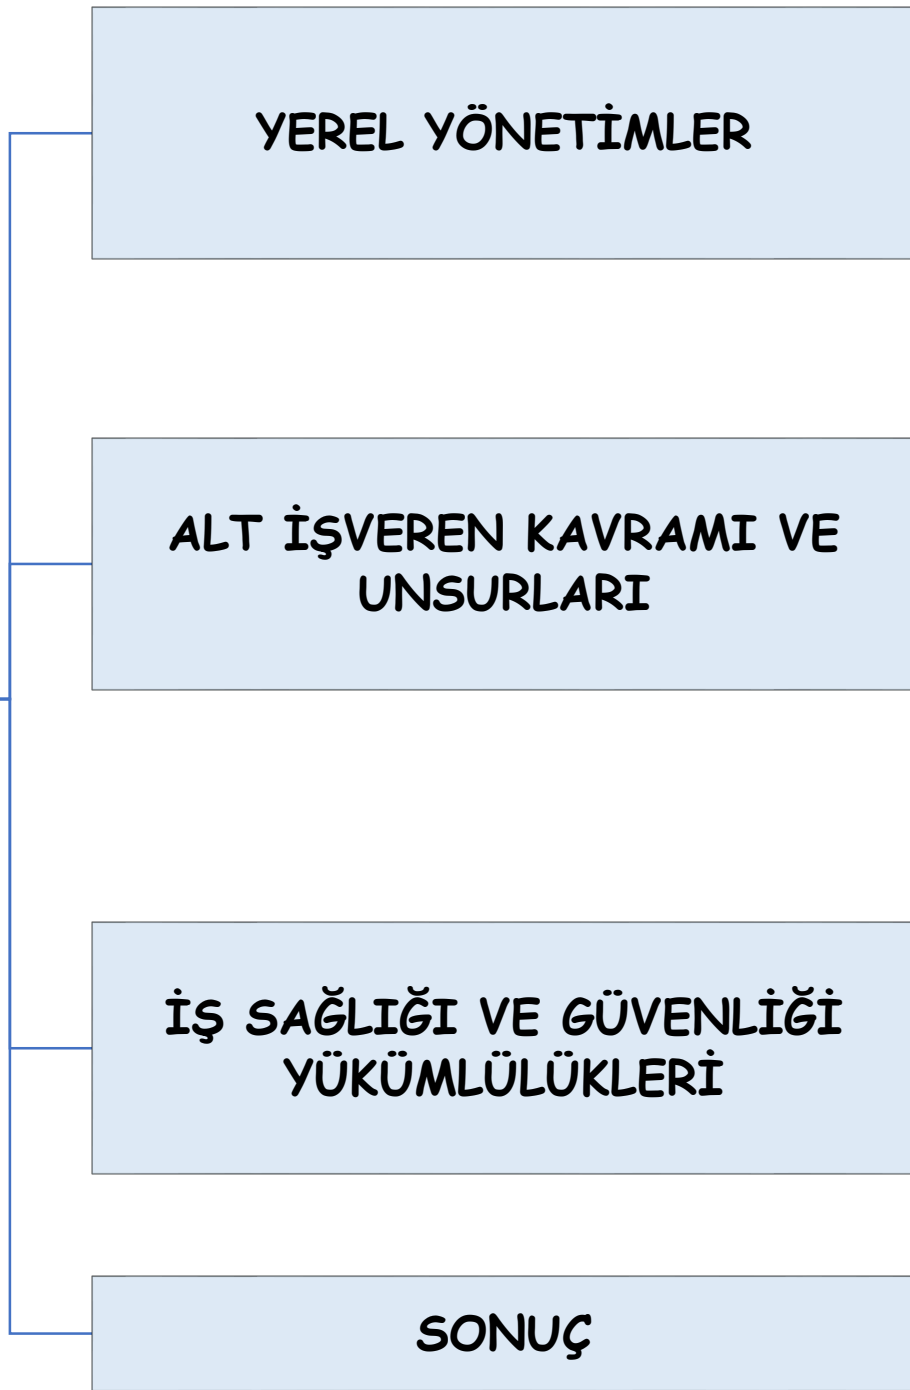 YEREL YÖNETİMLER
ALT İŞVEREN KAVRAMI VE
UNSURLARI
İŞ SAĞLIĞI VE GÜVENLİĞİ
YÜKÜMLÜLÜKLERİ
SONUÇ